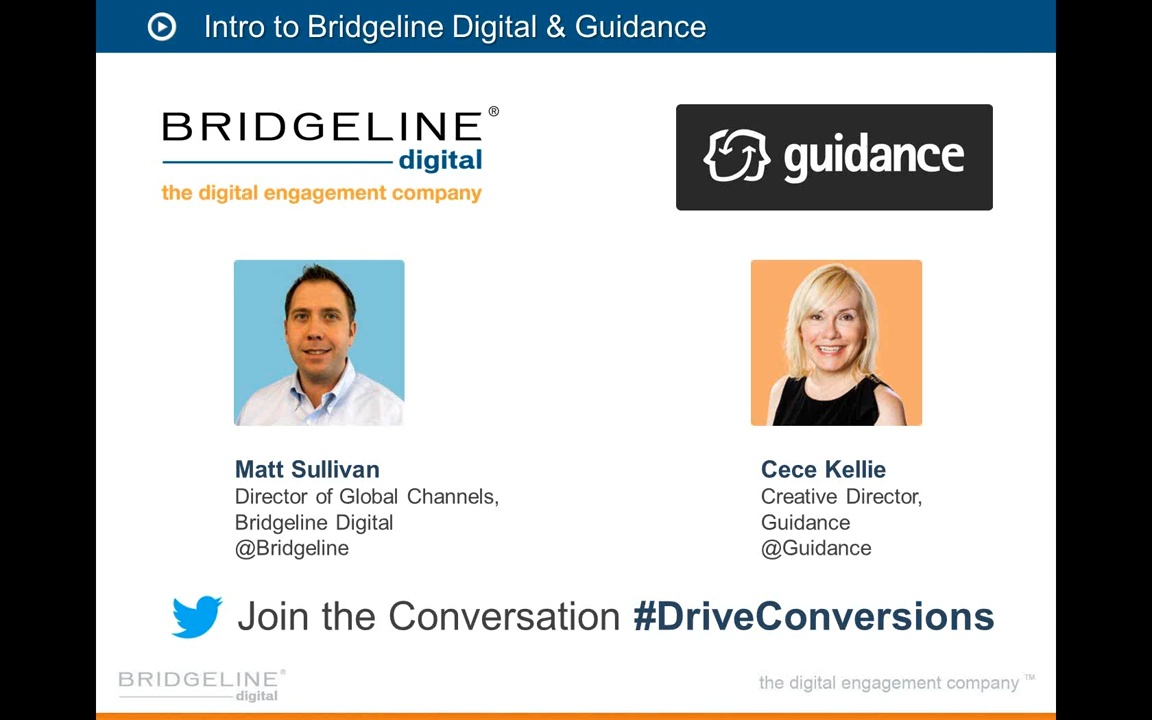 Intro to Bridgeline Digital & Guidance
BRIDGELINE®
digital
the digital engagement company
guidance
Matt Sullivan
Director of Global Channels,
Bridgeline Digital
@Bridgeline
Cece Kellie
Creative Director,
Guidance
@Guidance
Join the Conversation #DriveConversions
BRIDGELINE®
digital
the digital engagement company ™